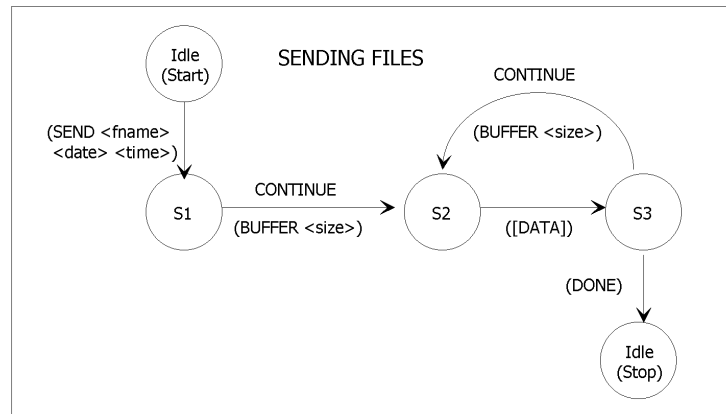 Idle
(Start)
SENDING FILES
CONTINUE
(SEND <fname>
<date> <time>)
(BUFFER <size>)
CONTINUE
S1
S2
S3
(BUFFER <size>)
([DATA])
(DONE)
Idle
(Stop)